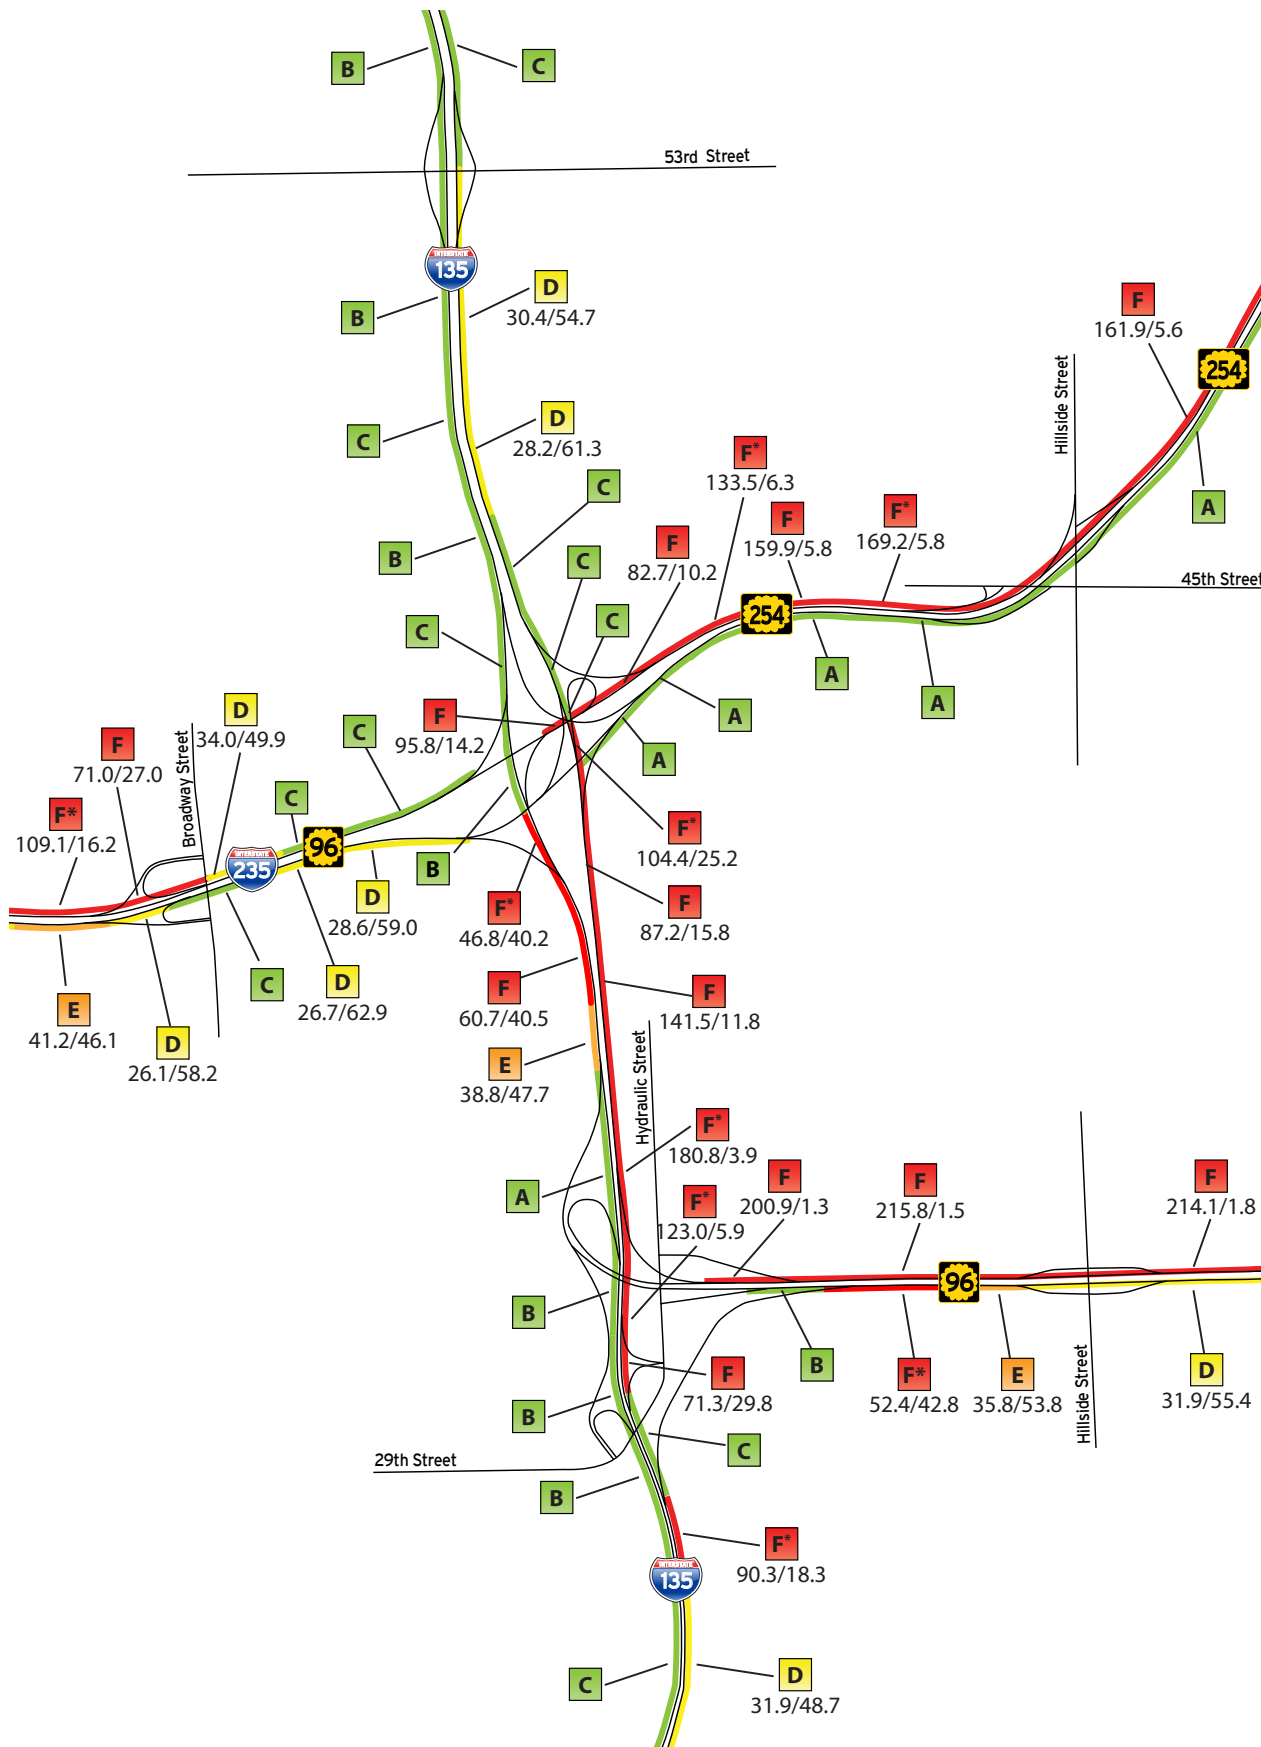 B
C
53rd Street
INTERSTATE
135
B
D
30.4/54.7
F
161.9/5.6
254
Hillside Street
C
D
28.2/61.3
F*
133.5/6.3
C
F
159.9/5.8
F*
169.2/5.8
A
B
F
82.7/10.2
C
45th Street
254
C
C
A
A
A
D
34.0/49.9
F
95.8/14.2
C
F
71.0/27.0
Broadway Street
A
C
F*
109.1/16.2
96
INTERSTATE
235
B
F*
104.4/25.2
D
28.6/59.0
F*
46.8/40.2
F
87.2/15.8
C
D
26.7/62.9
F
60.7/40.5
F
141.5/11.8
E
41.2/46.1
D
26.1/58.2
E
38.8/47.7
Hydraulic Street
F*
180.8/3.9
A
F*
123.0/5.9
F
200.9/1.3
F
215.8/1.5
F
214.1/1.8
96
B
B
F
71.3/29.8
F*
52.4/42.8
E
35.8/53.8
Hillside Street
D
31.9/55.4
B
C
29th Street
B
F*
90.3/18.3
INTERSTATE
135
C
D
31.9/48.7